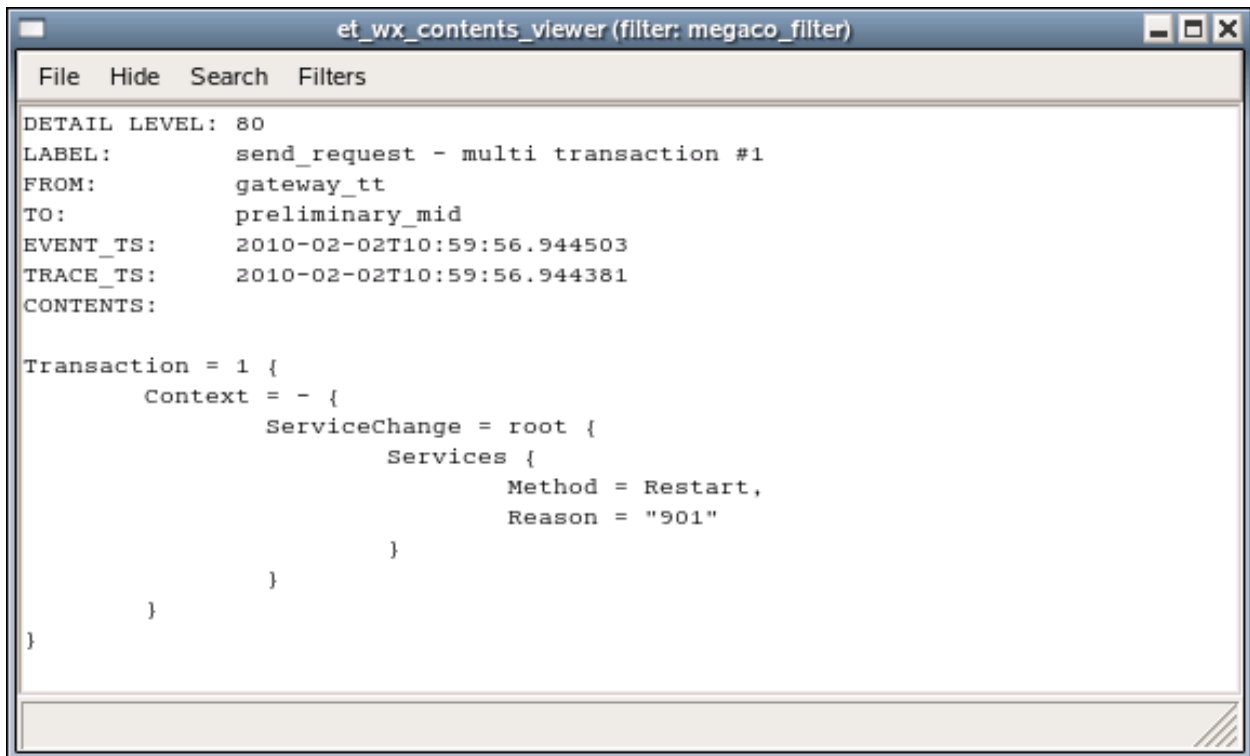 et_wx_contents_viewer (filter: megaco_filter)
File Hide Search Filters
DETAIL LEVEL: 80
LABEL: send_request - multi transaction #1
FROM: gateway_tt
TO: preliminary_mid
EVENT_TS: 2010-02-02T10:59:56.944503
TRACE_TS: 2010-02-02T10:59:56.944381
CONTENTS:
Transaction = 1 {
Context = - {
ServiceChange = root {
Services {
Method = Restart,
Reason = "901"
}
}
}
}